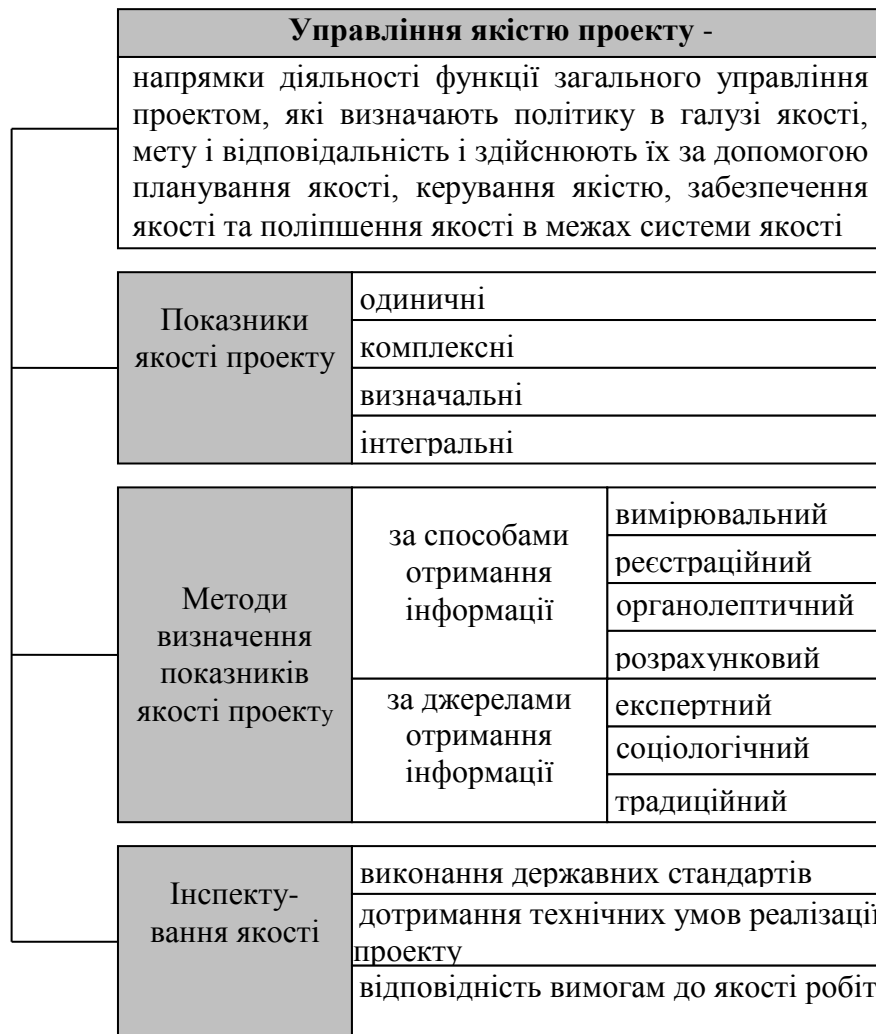 Управління якістю проекту -
напрямки діяльності функції загального управління
проектом, які визначають політику в галузі якості,
мету і відповідальність і здійснюють їх за допомогою
планування якості, керування якістю, забезпечення
якості та поліпшення якості в межах системи якості
Показники
якості проекту
одиничні
комплексні
визначальні
інтегральні
Методи
визначення
показників
якості проекту
за способами
отримання
інформації
вимірювальний
реєстраційний
органолептичний
розрахунковий
за джерелами
отримання
інформації
експертний
соціологічний
традиційний
Інспекту-
вання якості
виконання державних стандартів
дотримання технічних умов реалізації
проекту
відповідність вимогам до якості робіт